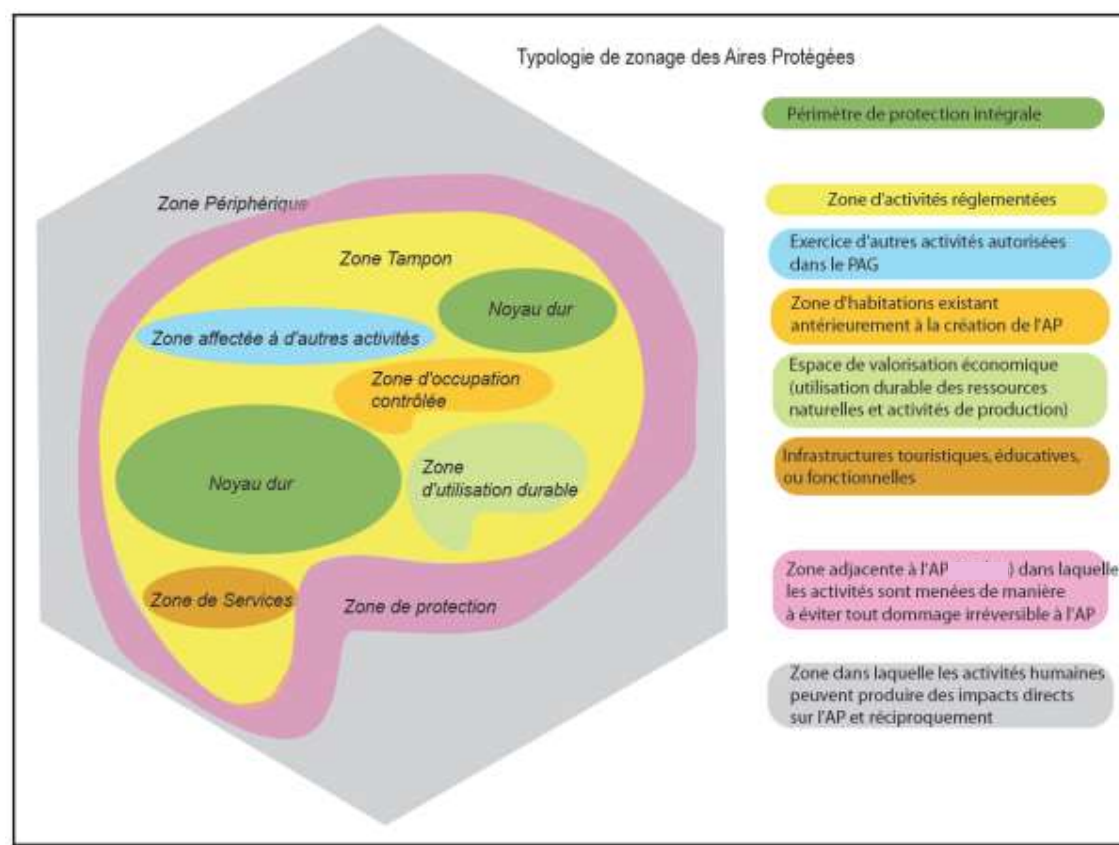 Typologie de zonage des Aires Protégées
Périmètre de protection intégrale
Zone Périphérique
Zone d'activités réglementées
Zone Tampon
Exercice d'autres activités autorisées
dans le PAG
Noyau dur
Zone affectée à d'autres activités
Zone d'habitations existant
antérieurement à la création de l'AP
Zone d'occupation
contrôlée
Espace de valorisation économique
(utilisation durable des ressources
naturelles et activités de production)
Noyau dur
Zone
d'utilisation durable
Infrastructures touristiques, éducatives,
ou fonctionnelles
Zone de Services
Zone de protection
Zone adjacente à l'AP ) dans laquelle
les activités sont menées de manière
à éviter tout dommage irréversible à l'AP
Zone dans laquelle les activités humaines
peuvent produire des impacts directs
sur l'AP et réciproquement